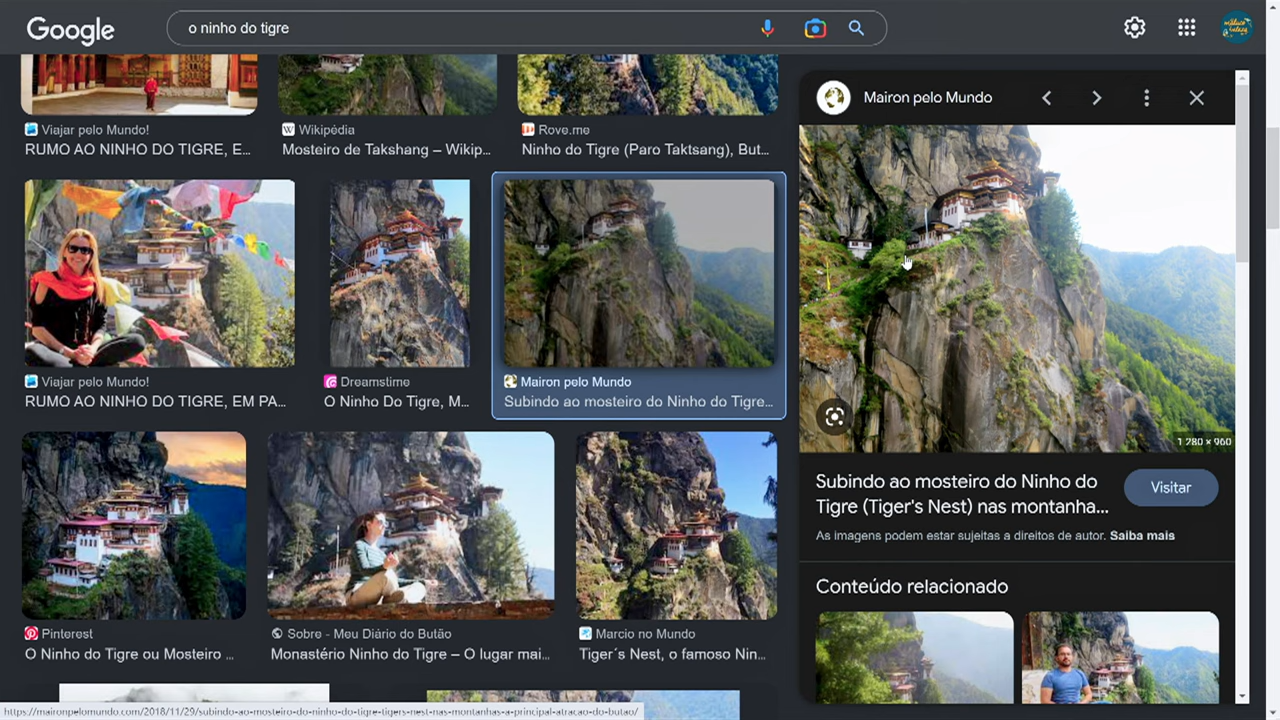 Google
o ninho do tigre
Viajar pelo Mundo!
RUMO AO NINHO DO TIGRE, E...
Wikipédia
Mosteiro de Takshang – Wikip...
Rove.me
Ninho do Tigre (Paro Taktsang), But...
Viajar pelo Mundo!
RUMO AO NINHO DO TIGRE, EM PA...
Dreamstime
O Ninho Do Tigre, M...
Mairon pelo Mundo
Subindo ao mosteiro do Ninho do Tigre...
Pinterest
O Ninho do Tigre ou Mosteiro ...
Sobre - Meu Diário do Butão
Monastério Ninho do Tigre – O lugar mai...
Marcio no Mundo
Tiger´s Nest, o famoso Nin...
Mairon pelo Mundo
1 280 × 960
Subindo ao mosteiro do Ninho do
Tigre (Tiger's Nest) nas montanha...
Visitar
As imagens podem estar sujeitas a direitos de autor. Saiba mais
Conteúdo relacionado
https://maironpelomundo.com/2018/11/29/subindo-ao-mosteiro-do-ninho-do-tigre-tigers-nest-nas-montanhas-a-principal-atracao-do-butao/